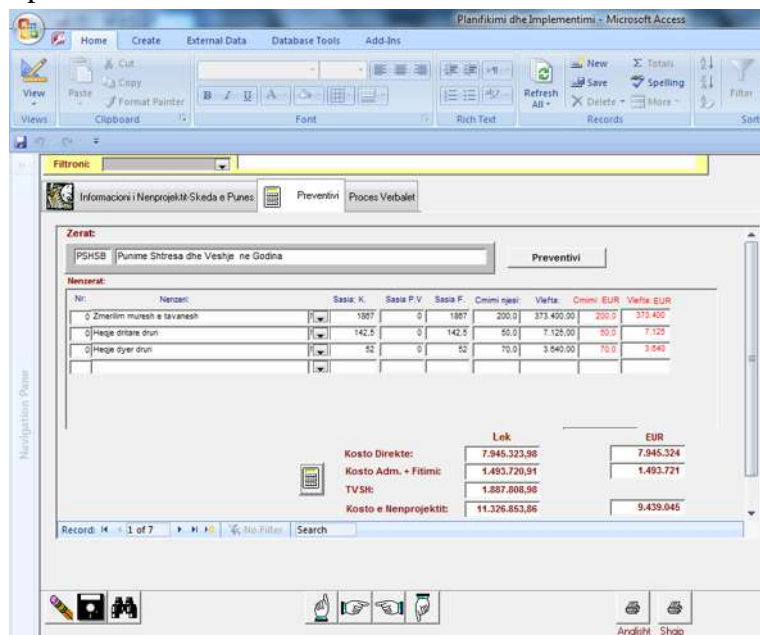 Planifikimi dhe Implementimi - Microsoft Access
Home Create External Data Database Tools Add-Ins
View
Views
Paste
Cut
Copy
Format Painter
Clipboard
B I U A
Font
Rich Text
Refresh All
New
Save
Delete
Totals
Spelling
More
Records
Filter
Sort
Filtroni:
Informacioni i Nenprojektit-Skeda e Punes Preventivi Proces Verbalet
Zerat:
PSHSB Punime Shtresa dhe Veshje ne Godina Preventivi
Nenzerat:
Nr: Nenzeri: Sasia: K. Sasia P.V Sasia F. Cmimi njesi: Vlefta: Cmimi EUR Vlefta: EUR
0 Zmerilim muresh e tavanesh 1867 0 1867 200,0 373.400,00 200,0 373.400
0 Heqje dritare druri 142,5 0 142,5 50,0 7.125,00 50,0 7.125
0 Heqje dyer druri 52 0 52 70,0 3.640,00 70,0 3.640
Lek EUR
Kosto Direkte: 7.945.323,98 7.945.324
Kosto Adm. + Fitimi: 1.493.720,91 1.493.721
TVSH: 1.887.808,98
Kosto e Nenprojektit: 11.326.853,86 9.439.045
Record: 1 of 7 No Filter Search
Navigation Pane
Anglisht Shqip